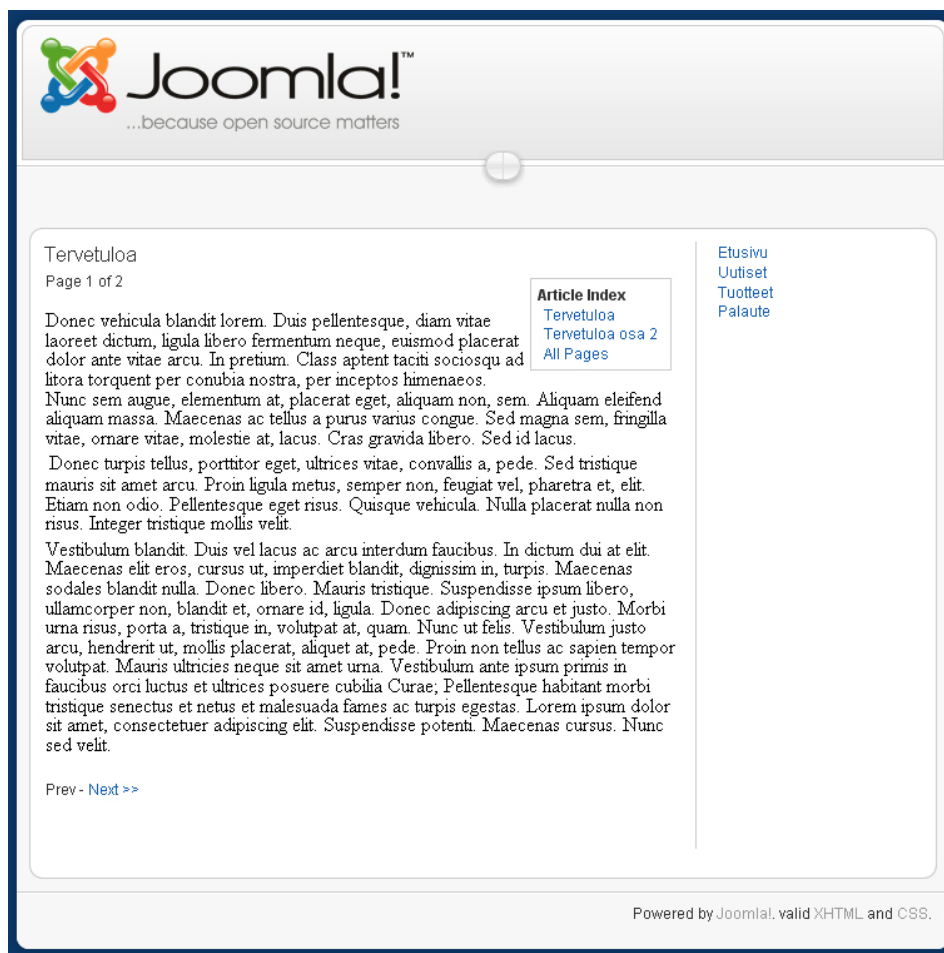 Joomla!™
...because open source matters
Tervetuloa
Page 1 of 2
Article Index
Tervetuloa
Tervetuloa osa 2
All Pages
Donec vehicula blandit lorem. Duis pellentesque, diam vitae
laoreet dictum, ligula libero fermentum neque, euismod placerat
dolor ante vitae arcu. In pretium. Class aptent taciti sociosqu ad
litora torquent per conubia nostra, per inceptos himenaeos.
Nunc sem augue, elementum at, placerat eget, aliquam non, sem. Aliquam eleifend
aliquam massa. Maecenas ac tellus a purus varius congue. Sed magna sem, fringilla
vitae, ornare vitae, molestie at, lacus. Cras gravida libero. Sed id lacus.
Donec turpis tellus, porttitor eget, ultrices vitae, convallis a, pede. Sed tristique
mauris sit amet arcu. Proin ligula metus, semper non, feugiat vel, pharetra et, elit.
Etiam non odio. Pellentesque eget risus. Quisque vehicula. Nulla placerat nulla non
risus. Integer tristique mollis velit.
Vestibulum blandit. Duis vel lacus ac arcu interdum faucibus. In dictum dui at elit.
Maecenas elit eros, cursus ut, imperdiet blandit, dignissim in, turpis. Maecenas
sodales blandit nulla. Donec libero. Mauris tristique. Suspendisse ipsum libero,
ullamcorper non, blandit et, ornare id, ligula. Donec adipiscing arcu et justo. Morbi
urna risus, porta a, tristique in, volutpat at, quam. Nunc ut felis. Vestibulum justo
arcu, hendrerit ut, mollis placerat, aliquet at, pede. Proin non tellus ac sapien tempor
volutpat. Mauris ultricies neque sit amet urna. Vestibulum ante ipsum primis in
faucibus orci luctus et ultrices posuere cubilia Curae; Pellentesque habitant morbi
tristique senectus et netus et malesuada fames ac turpis egestas. Lorem ipsum dolor
sit amet, consectetuer adipiscing elit. Suspendisse potenti. Maecenas cursus. Nunc
sed velit.
Prev - Next >>
Etusivu
Uutiset
Tuotteet
Palaute
Powered by Joomla!. valid XHTML and CSS.